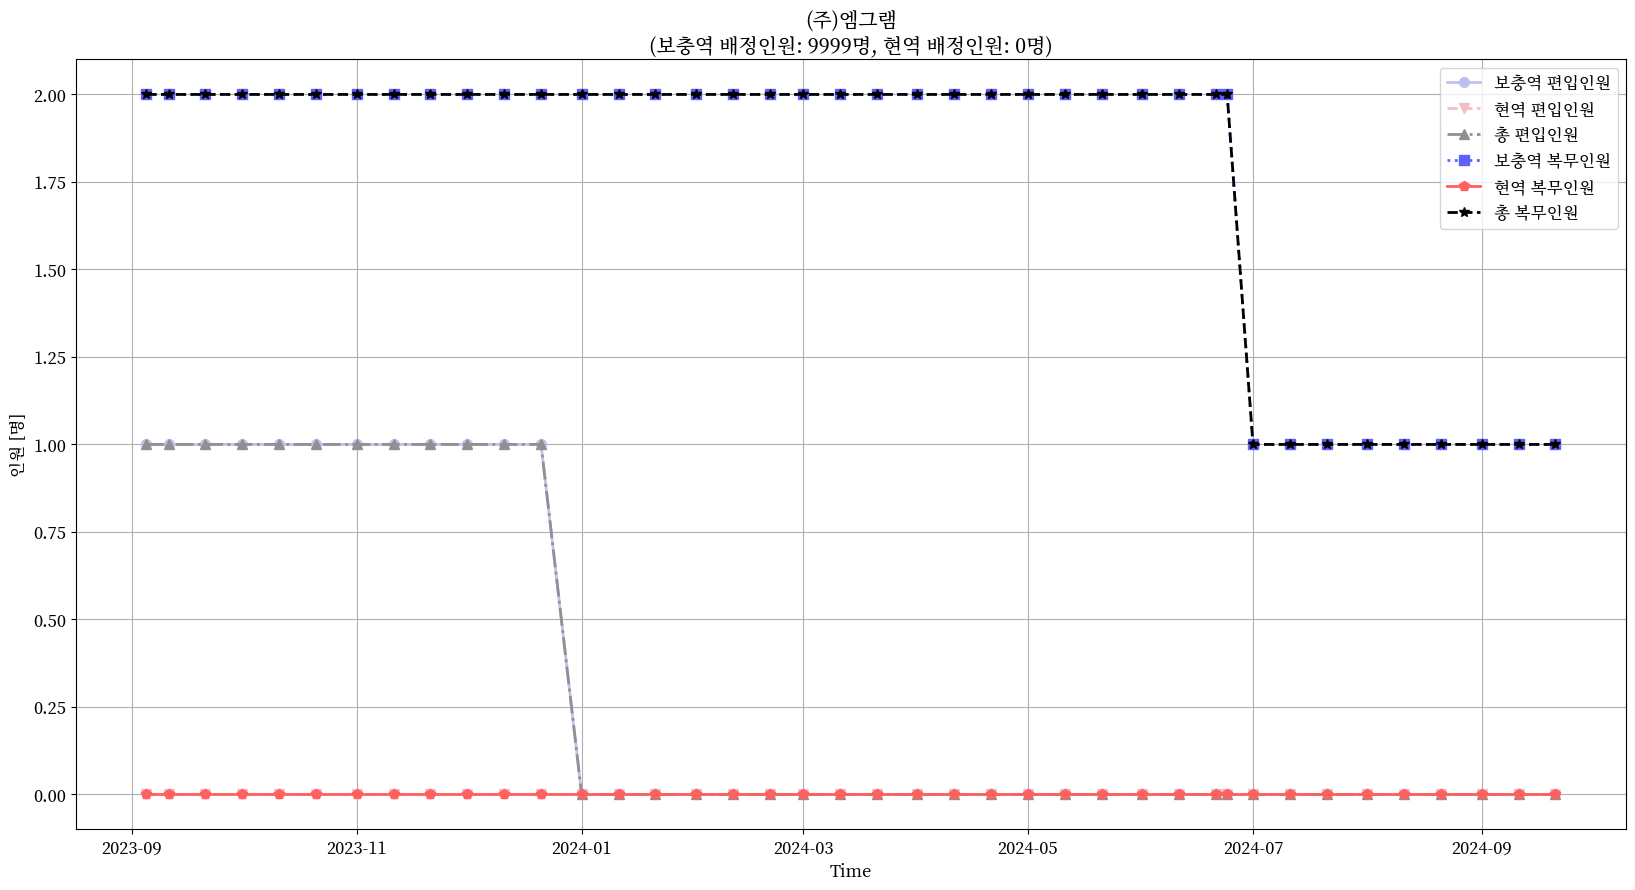 (주)엠그램
(보충역 배정인원: 9999명, 현역 배정인원: 0명)
보충역 편입인원
현역 편입인원
총 편입인원
보충역 복무인원
현역 복무인원
총 복무인원
인원 [명]
2.00
1.75
1.50
1.25
1.00
0.75
0.50
0.25
0.00
2023-09 2023-11 2024-01 2024-03 2024-05 2024-07 2024-09
Time